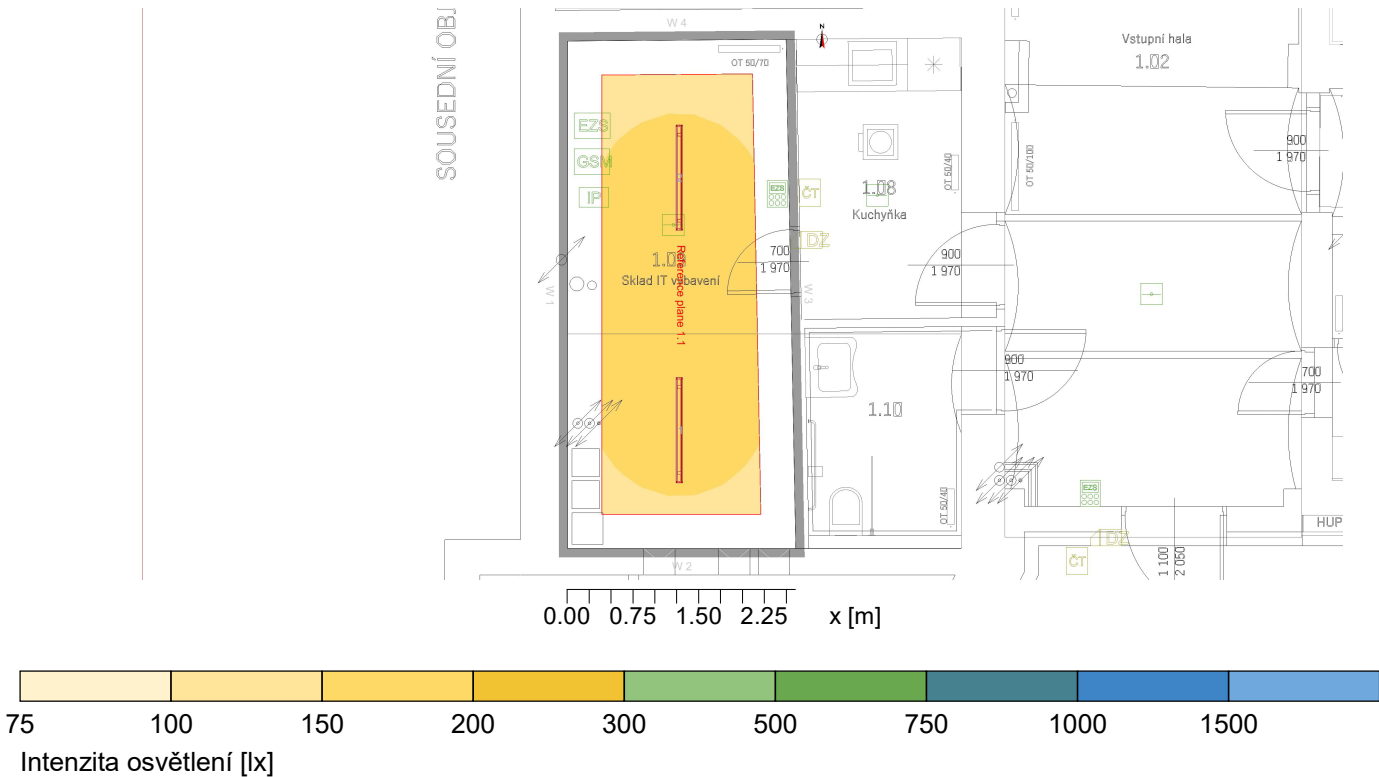 SOUSEDNÍ OBJ
W 4
OT 50/70
EZS
GSM
IP
W 1
Reference plane 1.1
Sklad IT vybavení
EZS
ČT
DZ
700
1 970
W 3
W 2
N
1.08
Kuchyňka
OT 50/40
900
1 970
1.10
OT 50/40
900
1 970
Vstupní hala
1.02
OT 50/100
900
1 970
700
1 970
EZS
DZ
ČT
1 100
2 050
HUP
0.00 0.75 1.50 2.25 x [m]
75 100 150 200 300 500 750 1000 1500
Intenzita osvětlení [lx]